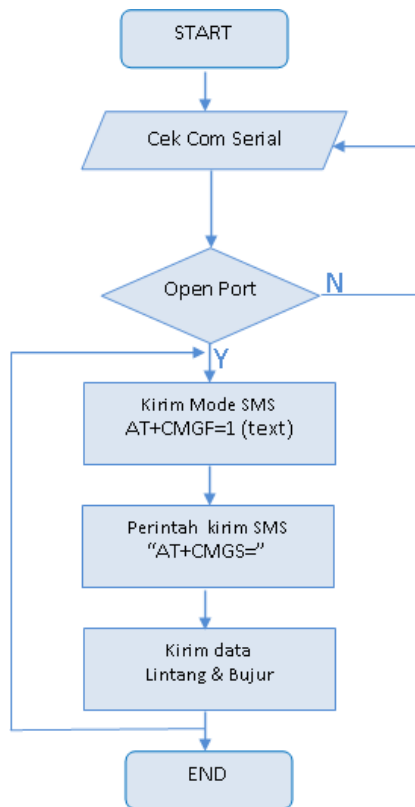 START
Cek Com Serial
Open Port
N
Y
Kirim Mode SMS
AT+CMGF=1 (text)
Perintah kirim SMS
“AT+CMGS=”
Kirim data
Lintang & Bujur
END